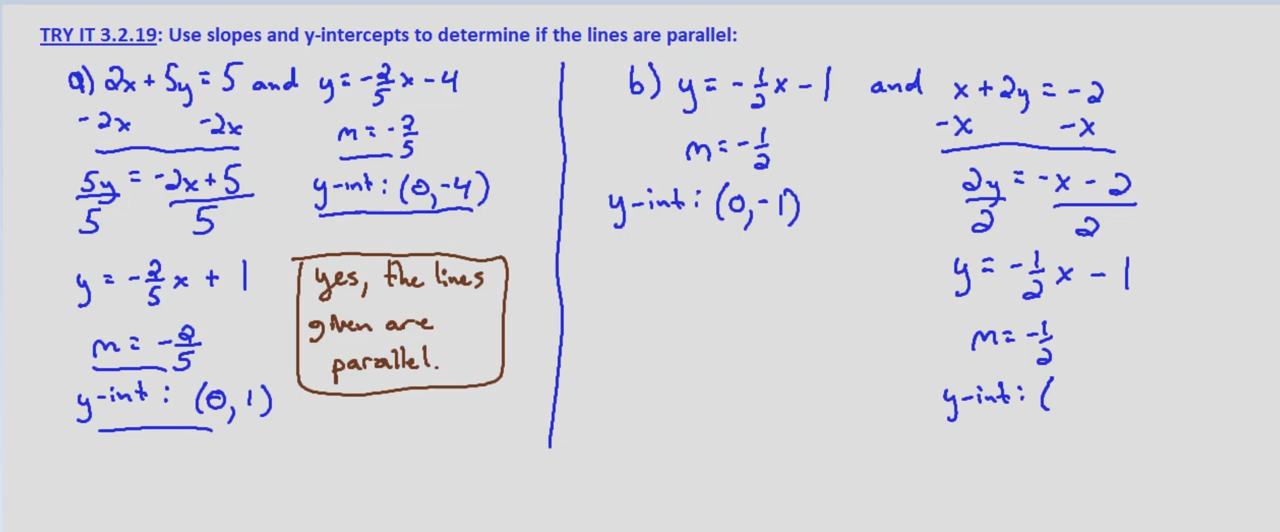 TRY IT 3.2.19: Use slopes and y-intercepts to determine if the lines are parallel:
a) 2x + 5y = 5 and y = -2/5 x - 4
-2x -2x
5y/5 = (-2x + 5)/5
y = -2/5 x + 1
m = -2/5
y-int: (0, 1)
m = -2/5
y-int: (0, -4)
yes, the lines
given are
parallel.
b) y = -1/2 x - 1 and x + 2y = -2
m = -1/2
y-int: (0, -1)
-x -x
2y/2 = (-x - 2)/2
y = -1/2 x - 1
m = -1/2
y-int: (